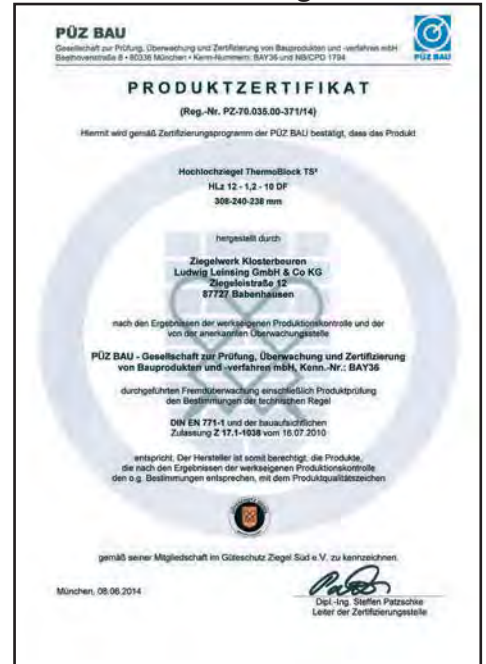 PÜZ BAU
Gesellschaft zur Prüfung, Überwachung und Zertifizierung von Bauprodukten und -verfahren mbH
Beethovenstraße 8 • 80336 München • Kenn-Nummern: BAY36 und NB/CPD 1794
PÜZ BAU
PRODUKTZERTIFIKAT
(Reg.-Nr. PZ-70.035.00-371/14)
Hiermit wird gemäß Zertifizierungsprogramm der PÜZ BAU bestätigt, dass das Produkt
Hochlochziegel ThermoBlock TS²
HLz 12 - 1,2 - 10 DF
308-240-238 mm
hergestellt durch
Ziegelwerk Klosterbeuren
Ludwig Leinsing GmbH & Co KG
Ziegeleistraße 12
87727 Babenhausen
nach den Ergebnissen der werkseigenen Produktionskontrolle und der
von der anerkannten Überwachungsstelle
PÜZ BAU - Gesellschaft zur Prüfung, Überwachung und Zertifizierung
von Bauprodukten und -verfahren mbH, Kenn.-Nr.: BAY36
durchgeführten Fremdüberwachung einschließlich Produktprüfung
den Bestimmungen der technischen Regel
DIN EN 771-1 und der bauaufsichtlichen
Zulassung Z 17.1-1038 vom 16.07.2010
entspricht. Der Hersteller ist somit berechtigt, die Produkte,
die nach den Ergebnissen der werkseigenen Produktionskontrolle
den o.g. Bestimmungen entsprechen, mit dem Produktqualitätszeichen
gemäß seiner Mitgliedschaft im Güteschutz Ziegel Süd e.V. zu kennzeichnen.
München, 08.06.2014
Dipl.-Ing. Steffen Patzschke
Leiter der Zertifizierungsstelle